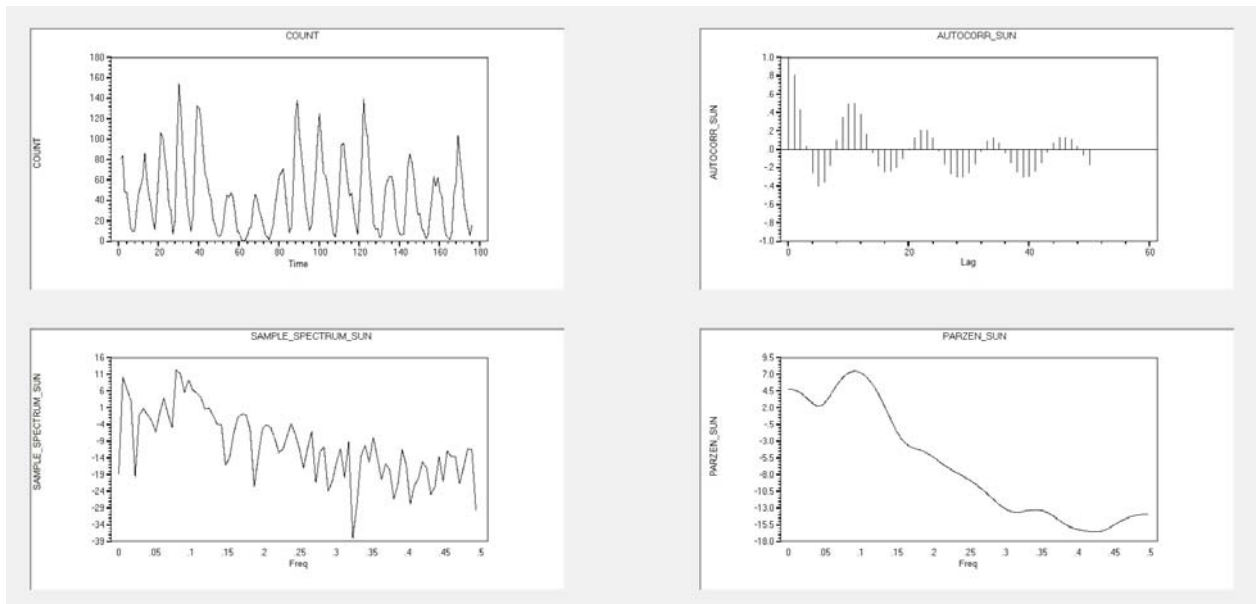 COUNT
180
160
140
120
100
80
60
40
20
0
COUNT
0 20 40 60 80 100 120 140 160 180
Time
AUTOCORR_SUN
1.0
.8
.6
.4
.2
.0
-.2
-.4
-.6
-.8
-1.0
AUTOCORR_SUN
0 20 40 60
Lag
SAMPLE_SPECTRUM_SUN
16
11
6
1
-4
-9
-14
-19
-24
-29
-34
-39
SAMPLE_SPECTRUM_SUN
0 .05 .1 .15 .2 .25 .3 .35 .4 .45 .5
Freq
PARZEN_SUN
9.5
7.0
4.5
2.0
-.5
-3.0
-5.5
-8.0
-10.5
-13.0
-15.5
-18.0
PARZEN_SUN
0 .05 .1 .15 .2 .25 .3 .35 .4 .45 .5
Freq